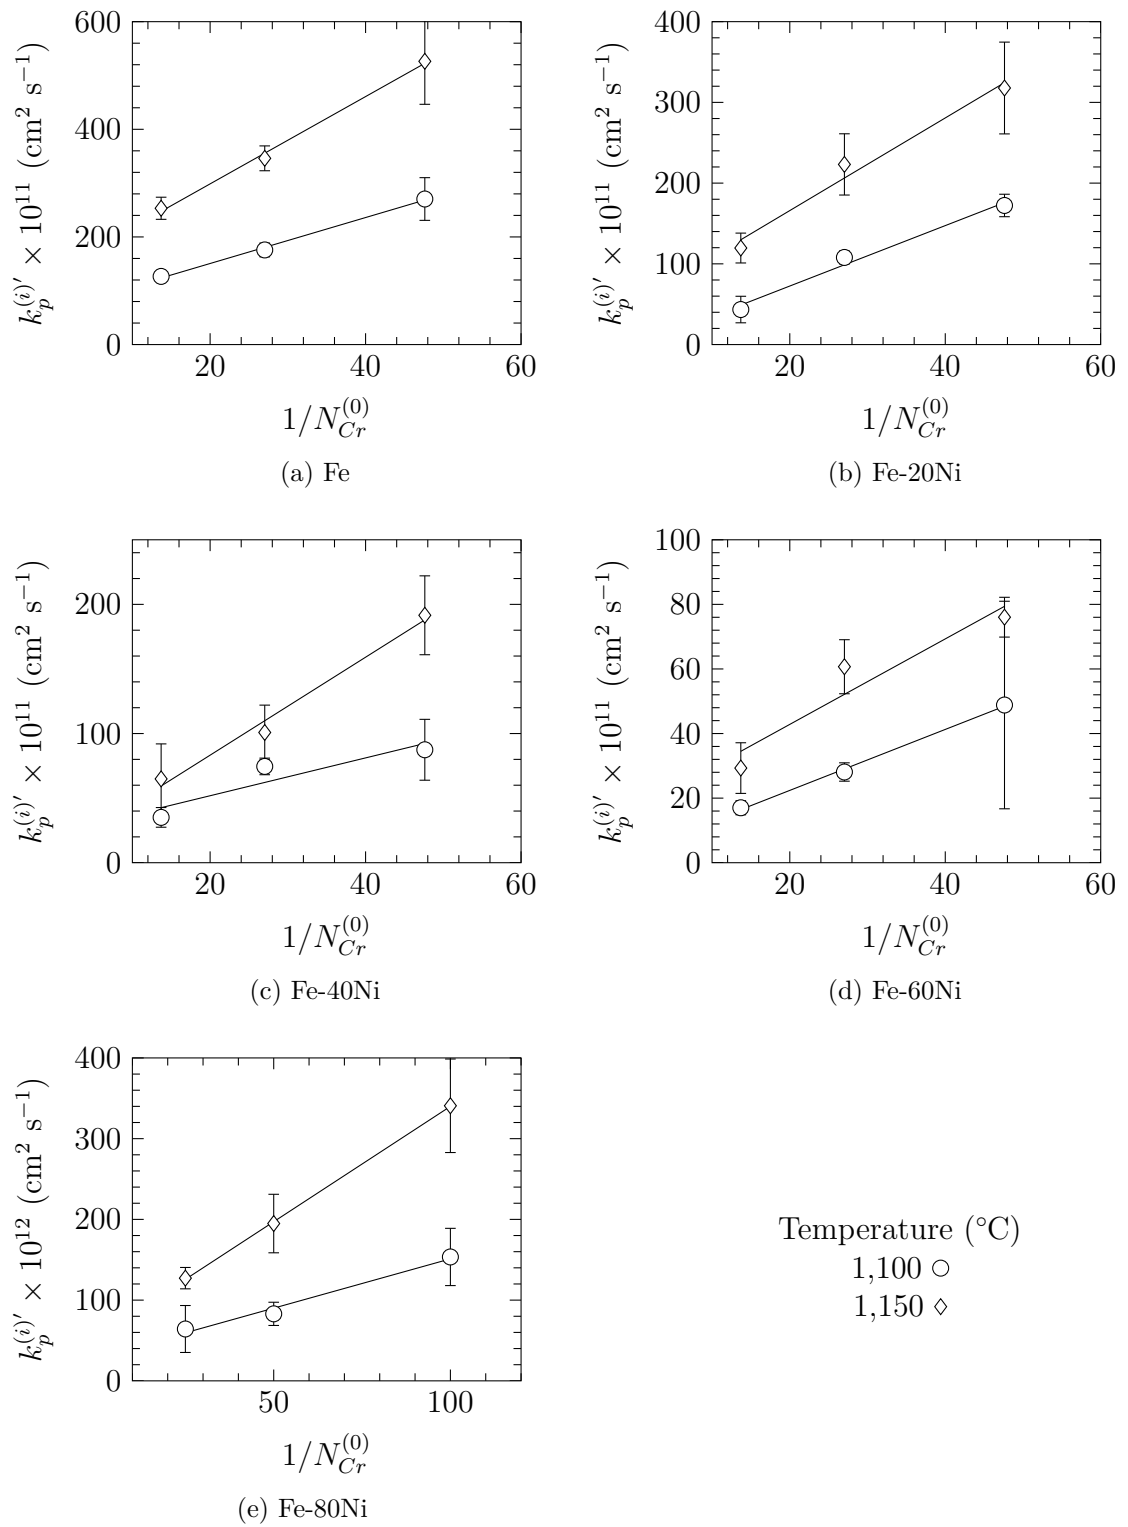 600
400
200
0
20 40 60
k_p^{(i)′} × 10^{11} (cm^2 s^{−1})
1/N_{Cr}^{(0)}
(a) Fe
400
300
200
100
0
20 40 60
k_p^{(i)′} × 10^{11} (cm^2 s^{−1})
1/N_{Cr}^{(0)}
(b) Fe-20Ni
200
100
0
20 40 60
k_p^{(i)′} × 10^{11} (cm^2 s^{−1})
1/N_{Cr}^{(0)}
(c) Fe-40Ni
100
80
60
40
20
0
20 40 60
k_p^{(i)′} × 10^{11} (cm^2 s^{−1})
1/N_{Cr}^{(0)}
(d) Fe-60Ni
400
300
200
100
0
50 100
k_p^{(i)′} × 10^{12} (cm^2 s^{−1})
1/N_{Cr}^{(0)}
(e) Fe-80Ni
Temperature (°C)
1,100
1,150